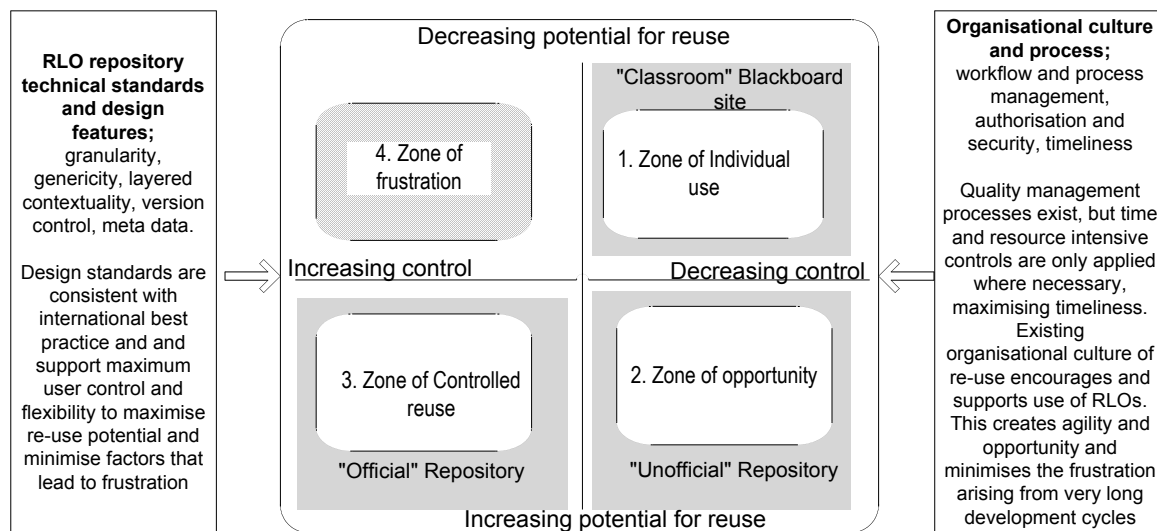 RLO repository
technical standards
and design
features;
granularity,
genericity, layered
contextuality, version
control, meta data.
Design standards are
consistent with
international best
practice and and
support maximum
user control and
flexibility to maximise
re-use potential and
minimise factors that
lead to frustration
Decreasing potential for reuse
"Classroom" Blackboard
site
4. Zone of
frustration
1. Zone of Individual
use
Increasing control
Decreasing control
3. Zone of Controlled
reuse
2. Zone of opportunity
"Official" Repository
"Unofficial" Repository
Increasing potential for reuse
Organisational culture
and process;
workflow and process
management,
authorisation and
security, timeliness
Quality management
processes exist, but time
and resource intensive
controls are only applied
where necessary,
maximising timeliness.
Existing
organisational culture of
re-use encourages and
supports use of RLOs.
This creates agility and
opportunity and
minimises the frustration
arising from very long
development cycles